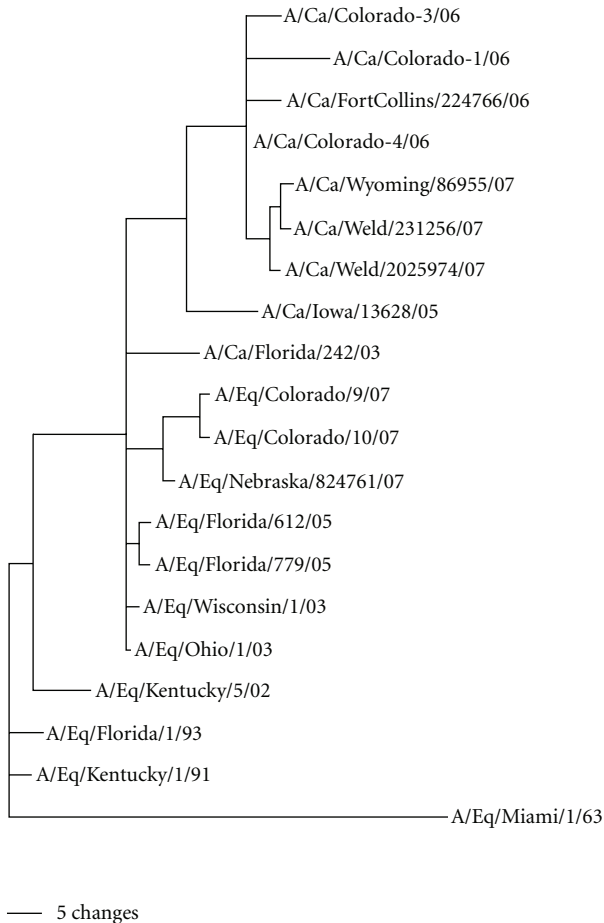 A/Ca/Colorado-3/06
A/Ca/Colorado-1/06
A/Ca/FortCollins/224766/06
A/Ca/Colorado-4/06
A/Ca/Wyoming/86955/07
A/Ca/Weld/231256/07
A/Ca/Weld/2025974/07
A/Ca/Iowa/13628/05
A/Ca/Florida/242/03
A/Eq/Colorado/9/07
A/Eq/Colorado/10/07
A/Eq/Nebraska/824761/07
A/Eq/Florida/612/05
A/Eq/Florida/779/05
A/Eq/Wisconsin/1/03
A/Eq/Ohio/1/03
A/Eq/Kentucky/5/02
A/Eq/Florida/1/93
A/Eq/Kentucky/1/91
A/Eq/Miami/1/63
5 changes